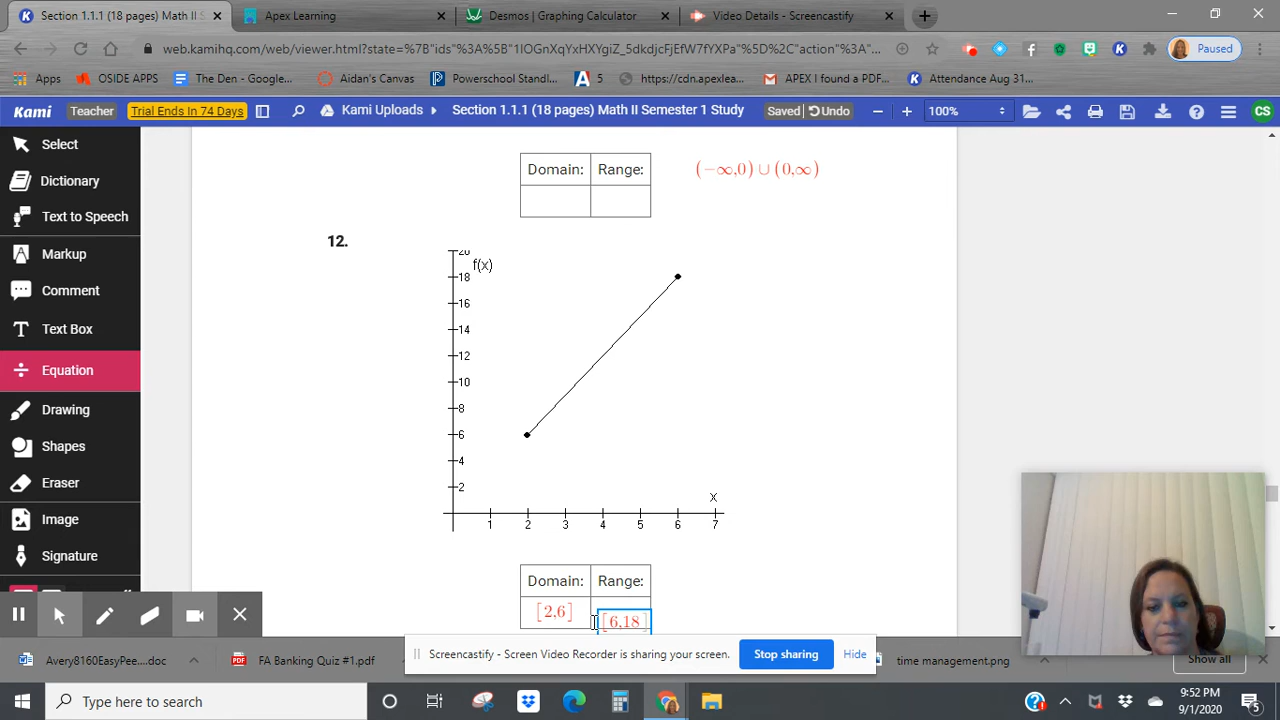 Section 1.1.1 (18 pages) Math II
Apex Learning
Desmos | Graphing Calculator
Video Details - Screencastify
web.kamihq.com/web/viewer.html?state=%7B"ids"%3A%5B"1IOGnXqYxHXYgiZ_5dkdjcFjEfW7fYXPa"%5D%2C"action"%3A"...
Paused
Apps
OSIDE APPS
The Den - Google...
Aidan's Canvas
Powerschool Standl...
5
https://cdn.apexlea...
APEX I found a PDF...
Attendance Aug 31...
Kami
Teacher
Trial Ends In 74 Days
Kami Uploads
Section 1.1.1 (18 pages) Math II Semester 1 Study
Saved
Undo
100%
CS
Select
Dictionary
Text to Speech
Markup
Comment
Text Box
Equation
Drawing
Shapes
Eraser
Image
Signature
Domain: Range:
(−∞,0) ∪ (0,∞)
12.
20
f(x)
18
16
14
12
10
8
6
4
2
x
1 2 3 4 5 6 7
Domain: Range:
[2,6] [6,18]
Screencastify - Screen Video Recorder is sharing your screen.
Stop sharing
Hide
Avery8160EasyPee....doc
FA Banking Quiz #1.pdf
time management.png
Show all
Type here to search
9:52 PM
9/1/2020
5